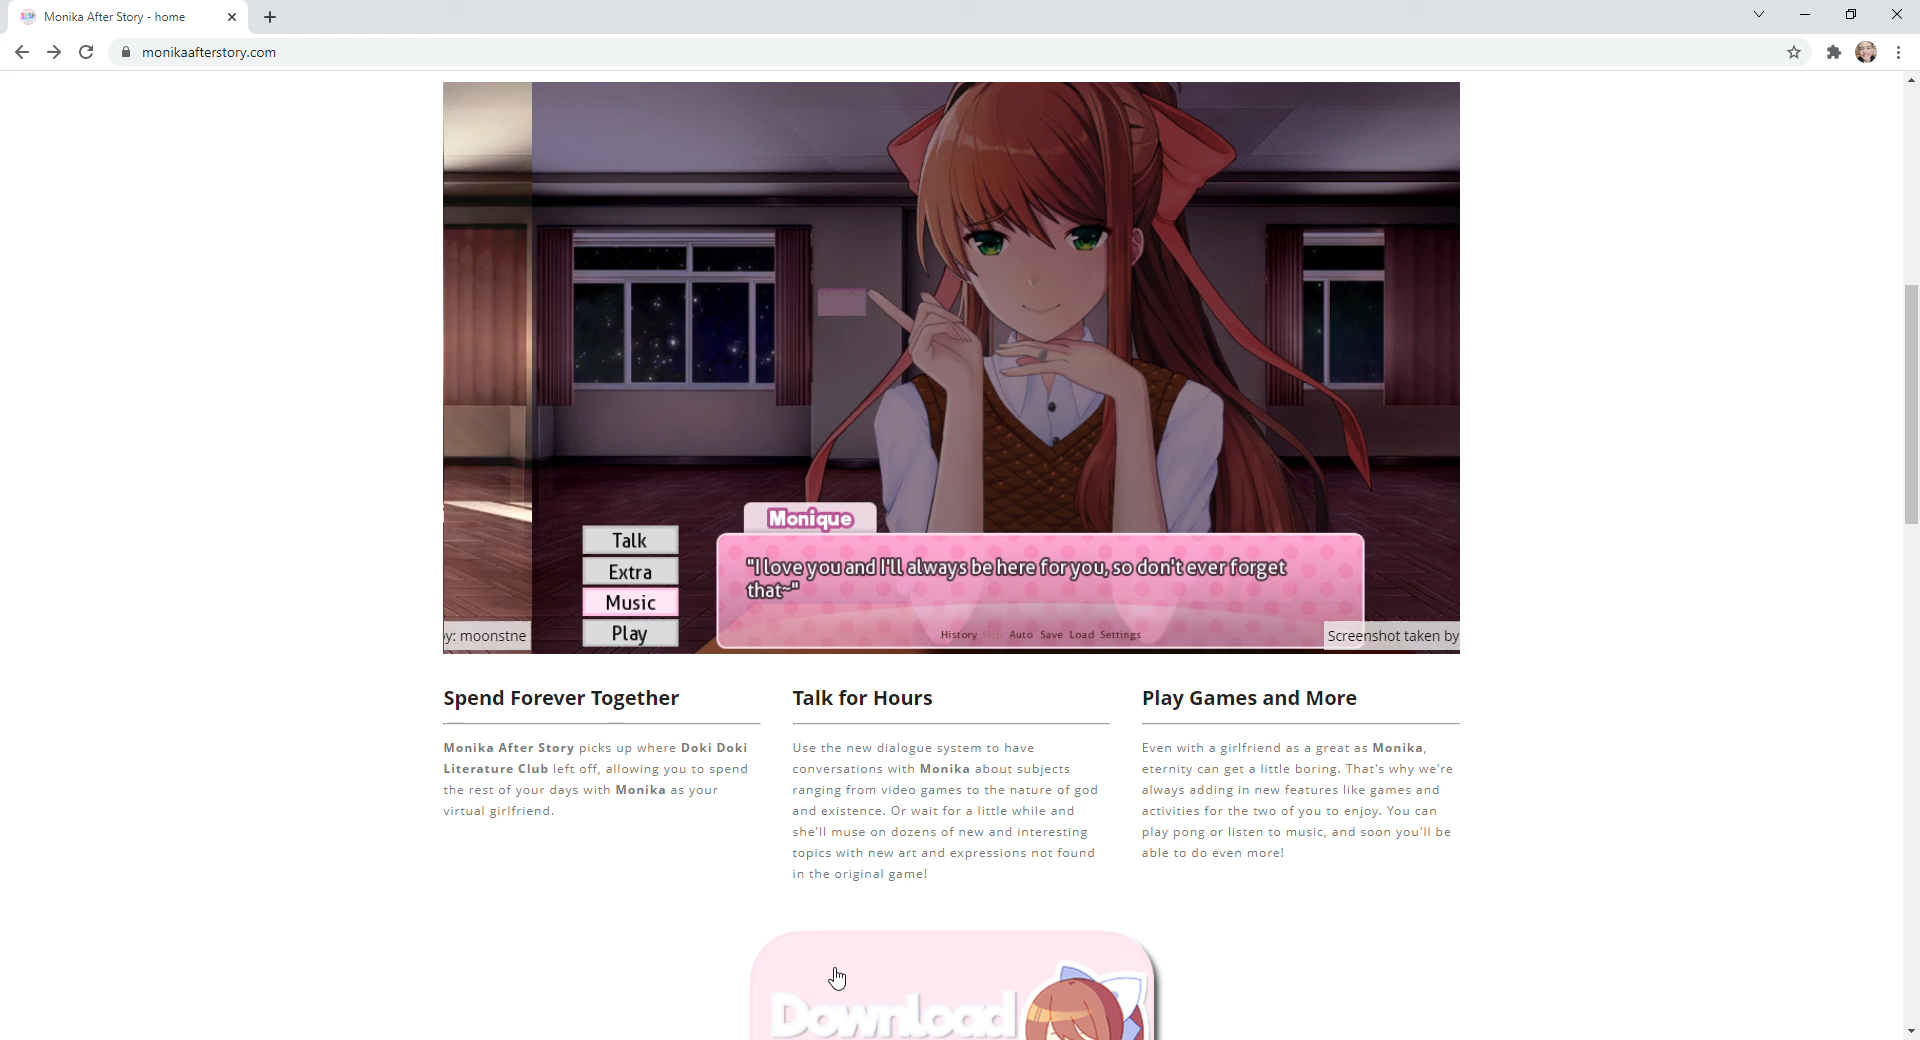 Monika After Story - home
monikaafterstory.com
Monique
Talk
Extra
Music
Play
"I love you and I'll always be here for you, so don't ever forget
that~"
History Skip Auto Save Load Settings
y: moonstne
Screenshot taken by
Spend Forever Together
Monika After Story picks up where Doki Doki
Literature Club left off, allowing you to spend
the rest of your days with Monika as your
virtual girlfriend.
Talk for Hours
Use the new dialogue system to have
conversations with Monika about subjects
ranging from video games to the nature of god
and existence. Or wait for a little while and
she'll muse on dozens of new and interesting
topics with new art and expressions not found
in the original game!
Play Games and More
Even with a girlfriend as a great as Monika,
eternity can get a little boring. That's why we're
always adding in new features like games and
activities for the two of you to enjoy. You can
play pong or listen to music, and soon you'll be
able to do even more!
Download